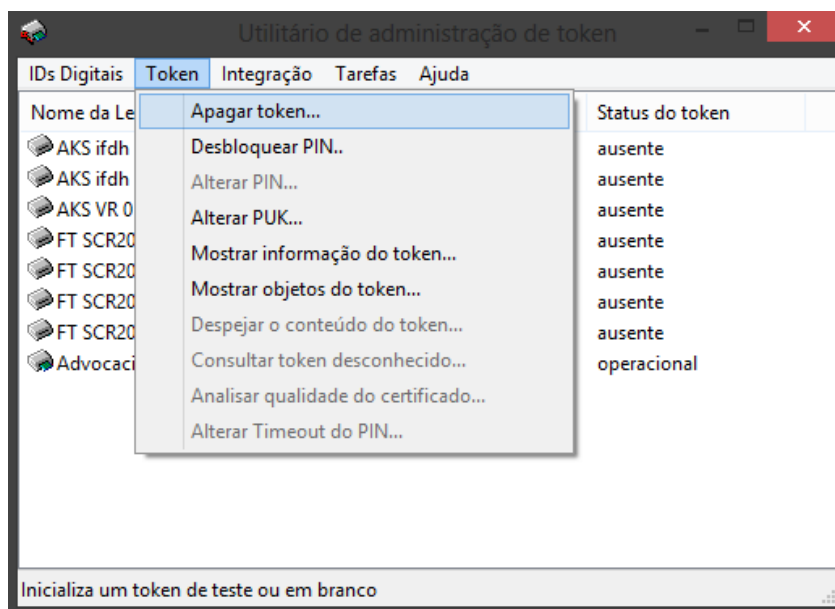 Utilitário de administração de token
IDs Digitais Token Integração Tarefas Ajuda
Nome da Le Status do token
AKS ifdh ausente
AKS ifdh ausente
AKS VR 0 ausente
FT SCR20 ausente
FT SCR20 ausente
FT SCR20 ausente
FT SCR20 ausente
Advocaci operacional
Apagar token...
Desbloquear PIN..
Alterar PIN...
Alterar PUK...
Mostrar informação do token...
Mostrar objetos do token...
Despejar o conteúdo do token...
Consultar token desconhecido...
Analisar qualidade do certificado...
Alterar Timeout do PIN...
Inicializa um token de teste ou em branco